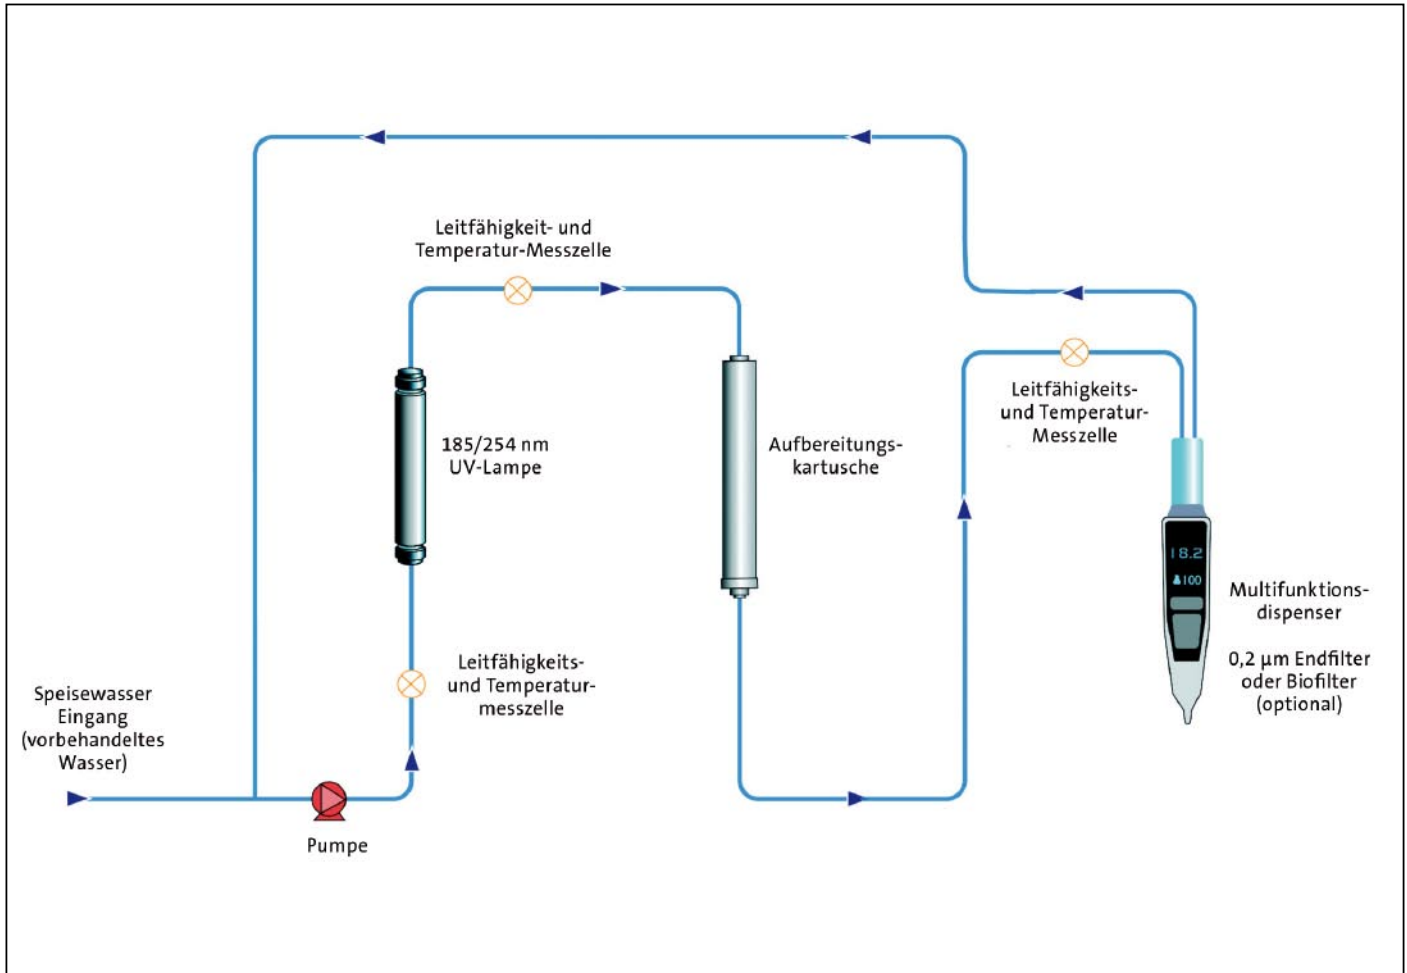 Leitfähigkeit- und
Temperatur-Messzelle
Leitfähigkeits-
und Temperatur-
Messzelle
185/254 nm
UV-Lampe
Aufbereitungs-
kartusche
18.2
100
Multifunktions-
dispenser
0,2 µm Endfilter
oder Biofilter
(optional)
Leitfähigkeits-
und Temperatur-
messzelle
Speisewasser
Eingang
(vorbehandeltes
Wasser)
Pumpe